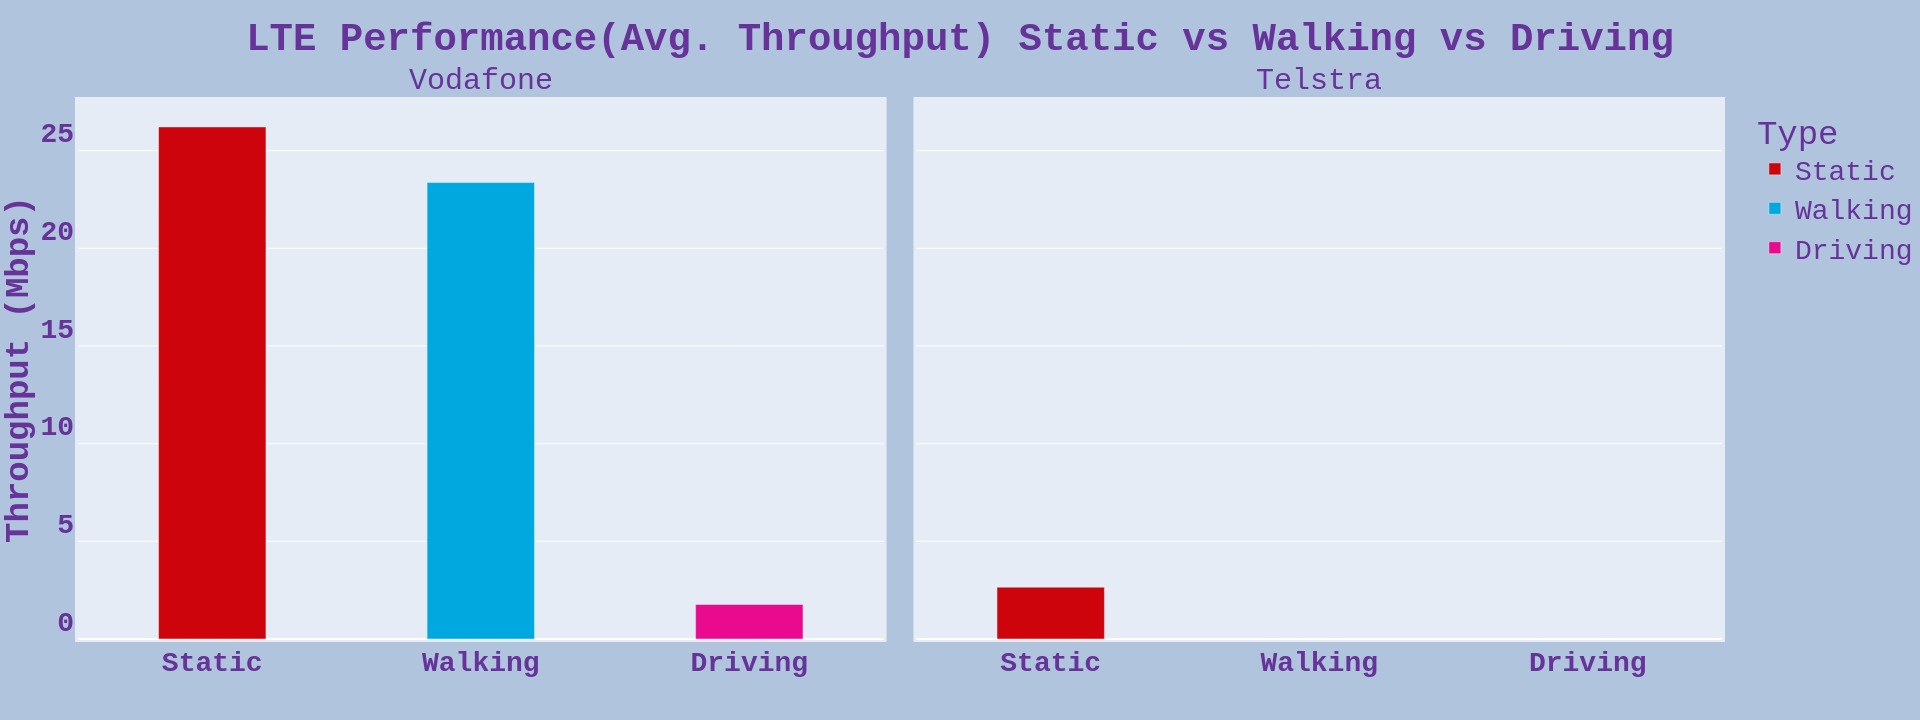 LTE Performance(Avg. Throughput) Static vs Walking vs Driving
Vodafone
Telstra
Throughput (Mbps)
25
20
15
10
5
0
Static Walking Driving
Static Walking Driving
Type
Static
Walking
Driving